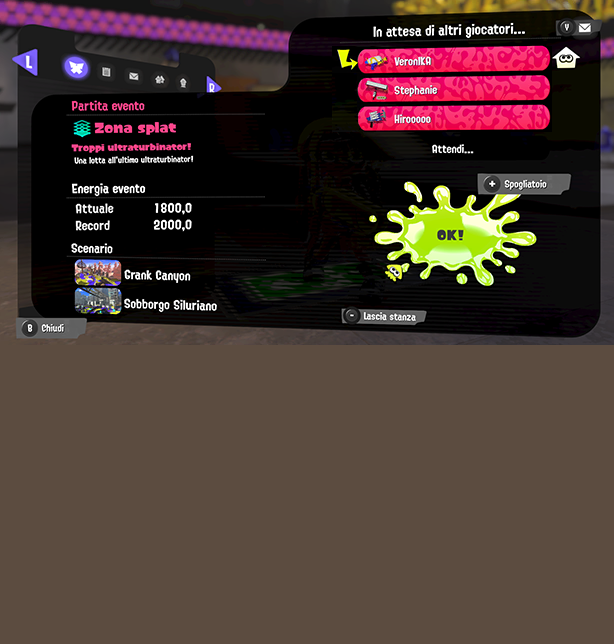 In attesa di altri giocatori...
Y
L
R
VeronIKA
Stephanie
Hirooooo
Attendi...
Partita evento
Zona splat
Troppi ultraturbinator!
Una lotta all'ultimo ultraturbinator!
Energia evento
Attuale 1800,0
Record 2000,0
Scenario
Grank Canyon
Sobborgo Siluriano
+ Spogliatoio
OK!
- Lascia stanza
B Chiudi